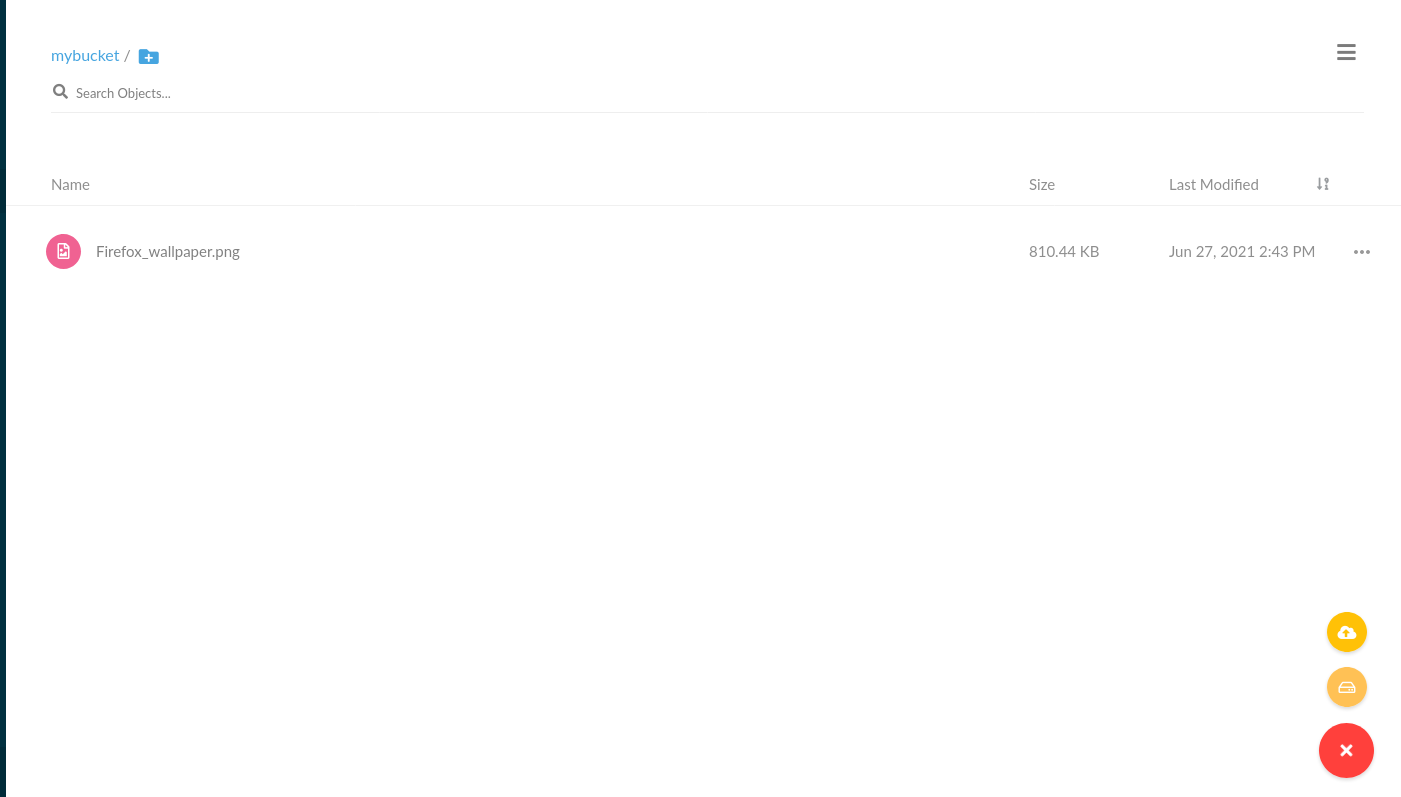 mybucket /
Search Objects...
Name Size Last Modified
Firefox_wallpaper.png 810.44 KB Jun 27, 2021 2:43 PM